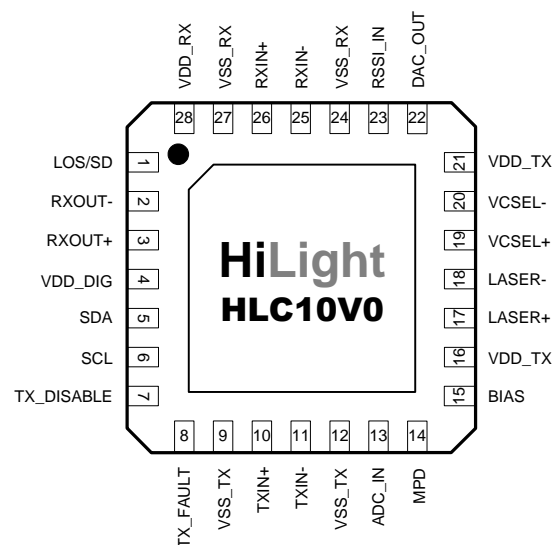 VDD_RX
VSS_RX
RXIN+
RXIN-
VSS_RX
RSSI_IN
DAC_OUT
28
27
26
25
24
23
22
LOS/SD 1
RXOUT- 2
RXOUT+ 3
VDD_DIG 4
SDA 5
SCL 6
TX_DISABLE 7
HiLight
HLC10V0
21 VDD_TX
20 VCSEL-
19 VCSEL+
18 LASER-
17 LASER+
16 VDD_TX
15 BIAS
8
9
10
11
12
13
14
TX_FAULT
VSS_TX
TXIN+
TXIN-
VSS_TX
ADC_IN
MPD